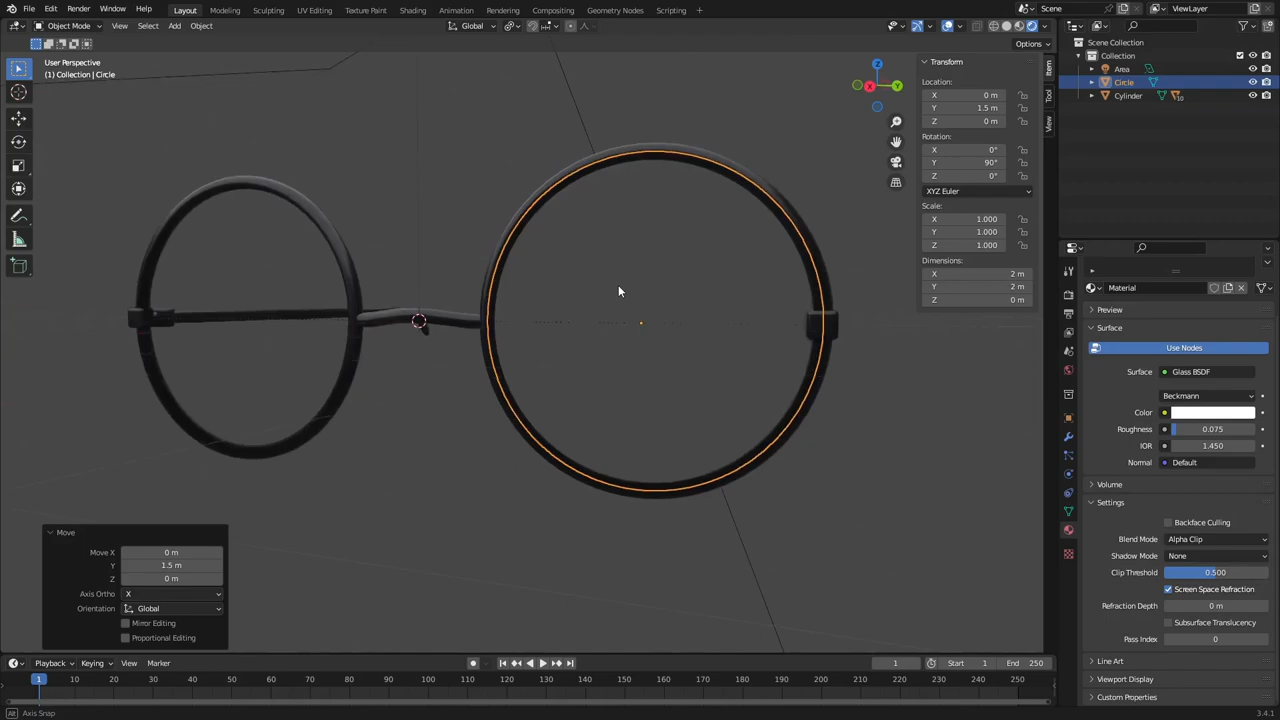 File Edit Render Window Help Layout Modeling Sculpting UV Editing Texture Paint Shading Animation Rendering Compositing Geometry Nodes Scripting Scene ViewLayer
Object Mode View Select Add Object Global
Options
User Perspective
(1) Collection | Circle
Z
X
Y
Transform
Location:
X 0 m
Y 1.5 m
Z 0 m
Rotation:
X 0°
Y 90°
Z 0°
XYZ Euler
Scale:
X 1.000
Y 1.000
Z 1.000
Dimensions:
X 2 m
Y 2 m
Z 0 m
Item
Tool
View
Scene Collection
Collection
Area
Circle
Cylinder 10
Material
Preview
Surface
Use Nodes
Surface Glass BSDF
Beckmann
Color
Roughness 0.075
IOR 1.450
Normal Default
Volume
Settings
Backface Culling
Blend Mode Alpha Clip
Shadow Mode None
Clip Threshold 0.500
Screen Space Refraction
Refraction Depth 0 m
Subsurface Translucency
Pass Index 0
Line Art
Viewport Display
Custom Properties
Move
Move X 0 m
Y 1.5 m
Z 0 m
Axis Ortho X
Orientation Global
Mirror Editing
Proportional Editing
Playback Keying View Marker 1 Start 1 End 250
1 10 20 30 40 50 60 70 80 90 100 110 120 130 140 150 160 170 180 190 200 210 220 230 240 250
Alt Axis Snap 3.4.1